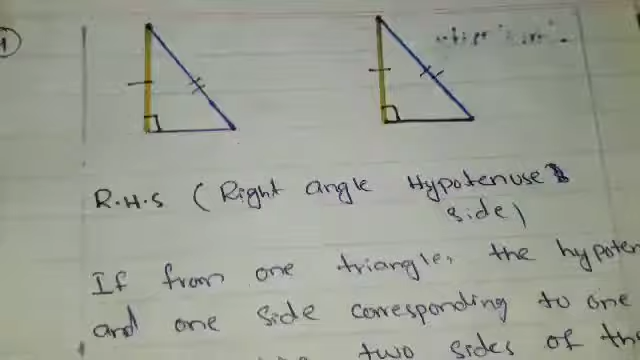 R.H.S (Right angle Hypotenuse
side)
If from one triangle, the hypoten
and one side corresponding to one
two sides of the